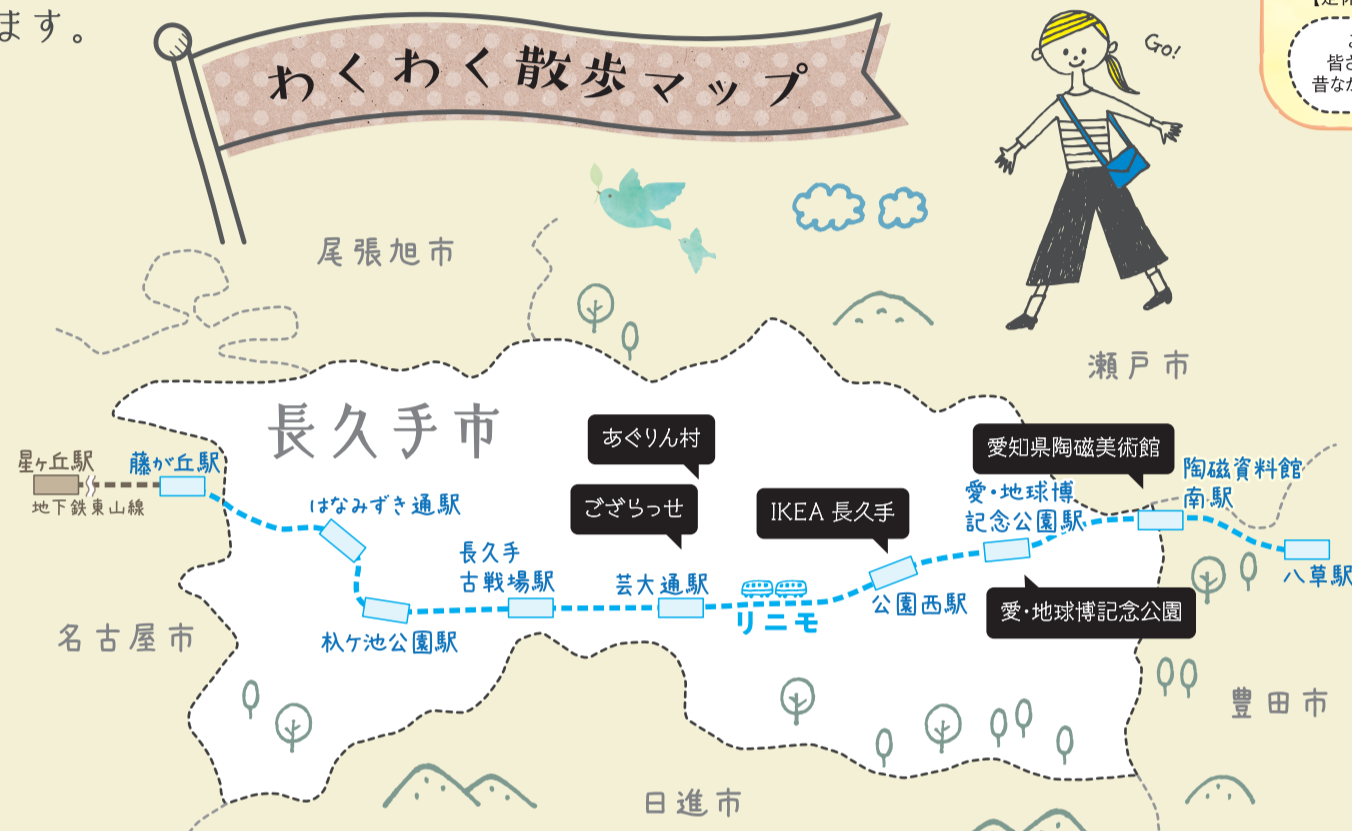 ます。
わくわく散歩マップ
Go!
尾張旭市
瀬戸市
長久手市
あぐりん村
ござらっせ
IKEA 長久手
愛知県陶磁美術館
星ヶ丘駅
地下鉄東山線
藤が丘駅
はなみずき通駅
杁ケ池公園駅
長久手
古戦場駅
芸大通駅
リニモ
公園西駅
愛・地球博
記念公園駅
愛・地球博記念公園
陶磁資料館
南駅
八草駅
名古屋市
豊田市
日進市